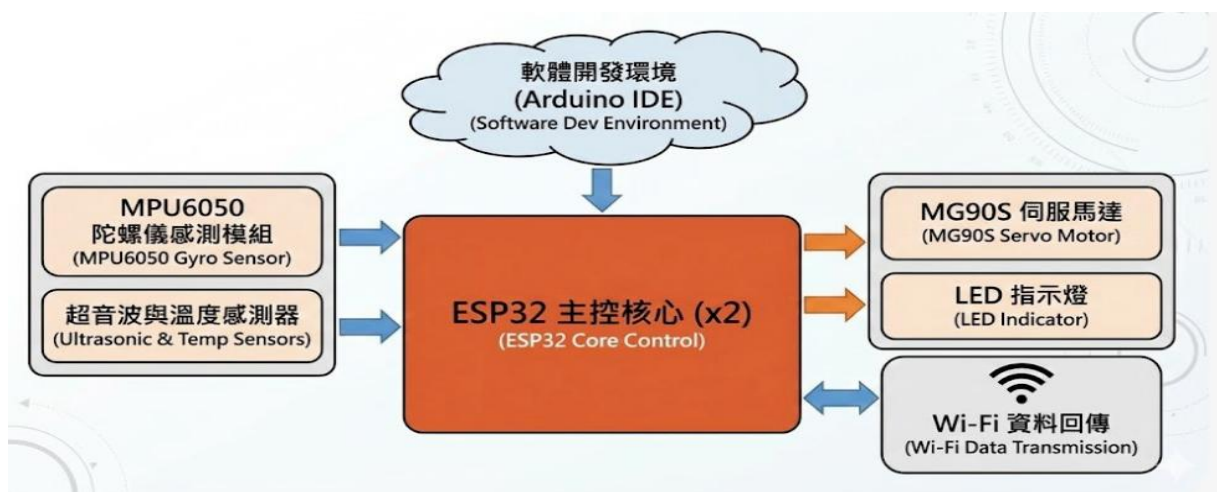 軟體開發環境
(Arduino IDE)
(Software Dev Environment)
MPU6050
陀螺儀感測模組
(MPU6050 Gyro Sensor)
超音波與溫度感測器
(Ultrasonic & Temp Sensors)
ESP32 主控核心 (x2)
(ESP32 Core Control)
MG90S 伺服馬達
(MG90S Servo Motor)
LED 指示燈
(LED Indicator)
Wi-Fi 資料回傳
(Wi-Fi Data Transmission)